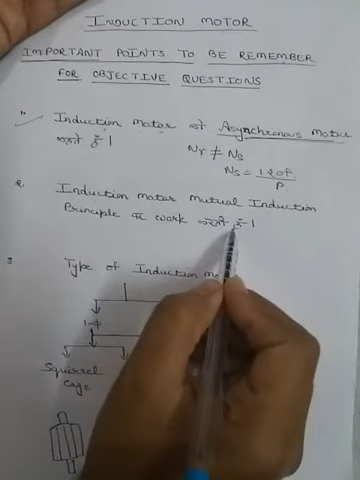 INDUCTION MOTOR
IMPORTANT POINTS TO BE REMEMBER
FOR OBJECTIVE QUESTIONS
1. Induction Motor को Asynchronous Motor
कहते हैं।
Nr ≠ Ns
Ns = 120f
P
2. Induction Motor Mutual Induction
Principle पर work करते हैं।
3 Type of Induction Mo
1-φ
Squirrel
Cage